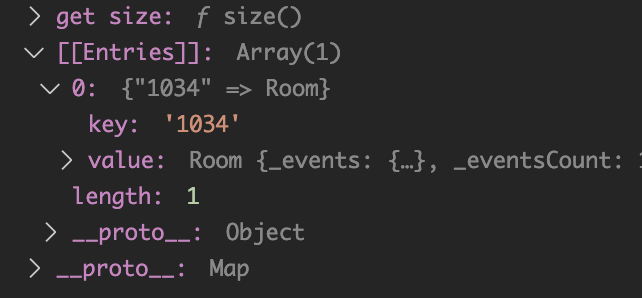 get size: ƒ size()
[[Entries]]: Array(1)
0: {"1034" => Room}
key: '1034'
value: Room {_events: {…}, _eventsCount:
length: 1
__proto__: Object
__proto__: Map